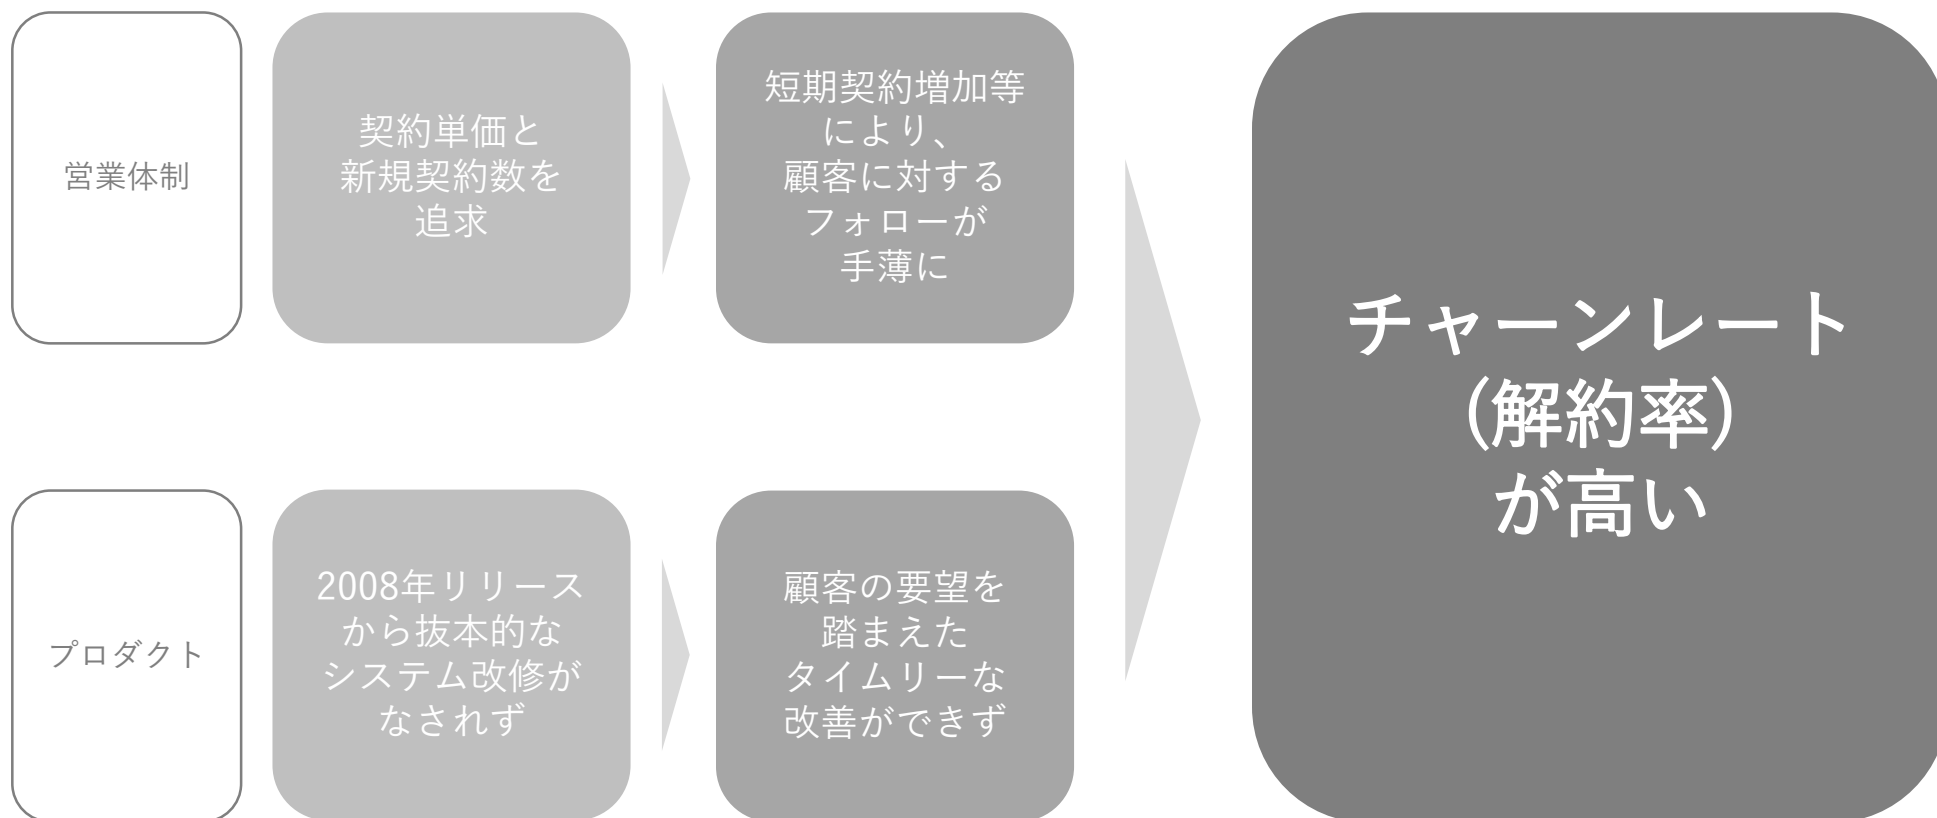 営業体制
契約単価と
新規契約数を
追求
短期契約増加等
により、
顧客に対する
フォローが
手薄に
プロダクト
2008年リリース
から抜本的な
システム改修が
なされず
顧客の要望を
踏まえた
タイムリーな
改善ができず
チャーンレート
(解約率)
が高い